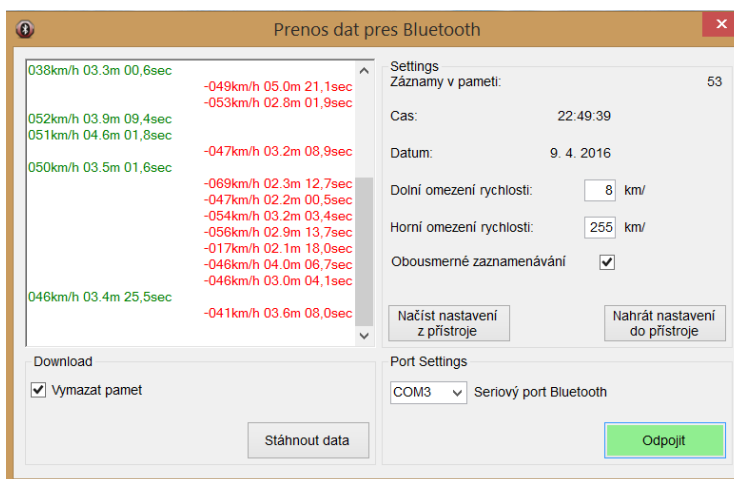 Prenos dat pres Bluetooth
038km/h 03.3m 00,6sec
-049km/h 05.0m 21,1sec
-053km/h 02.8m 01,9sec
052km/h 03.9m 09,4sec
051km/h 04.6m 01,8sec
-047km/h 03.2m 08,9sec
050km/h 03.5m 01,6sec
-069km/h 02.3m 12,7sec
-047km/h 02.2m 00,5sec
-054km/h 03.2m 03,4sec
-056km/h 02.9m 13,7sec
-017km/h 02.1m 18,0sec
-046km/h 04.0m 06,7sec
-046km/h 03.0m 04,1sec
046km/h 03.4m 25,5sec
-041km/h 03.6m 08,0sec
Settings
Záznamy v pameti: 53
Cas: 22:49:39
Datum: 9. 4. 2016
Dolní omezení rychlosti: 8 km/
Horní omezení rychlosti: 255 km/
Obousmerné zaznamenávání
Načíst nastavení
z přístroje
Nahrát nastavení
do přístroje
Download
Vymazat pamet
Stáhnout data
Port Settings
COM3 Seriový port Bluetooth
Odpojit